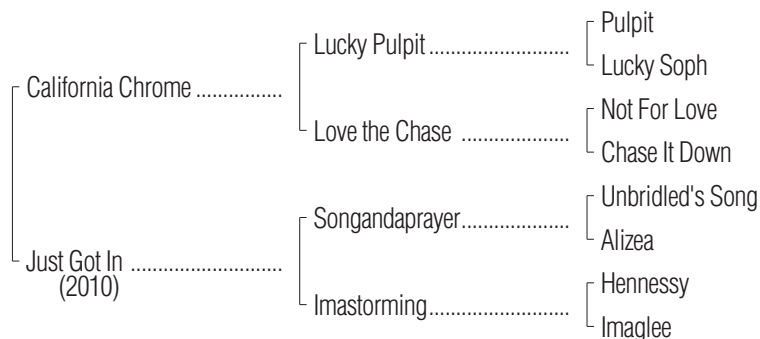 Pulpit
Lucky Pulpit
Lucky Soph
California Chrome
Not For Love
Love the Chase
Chase It Down
Unbridled's Song
Songandaprayer
Alizea
Just Got In
(2010)
Hennessy
Imastorming
Imaglee